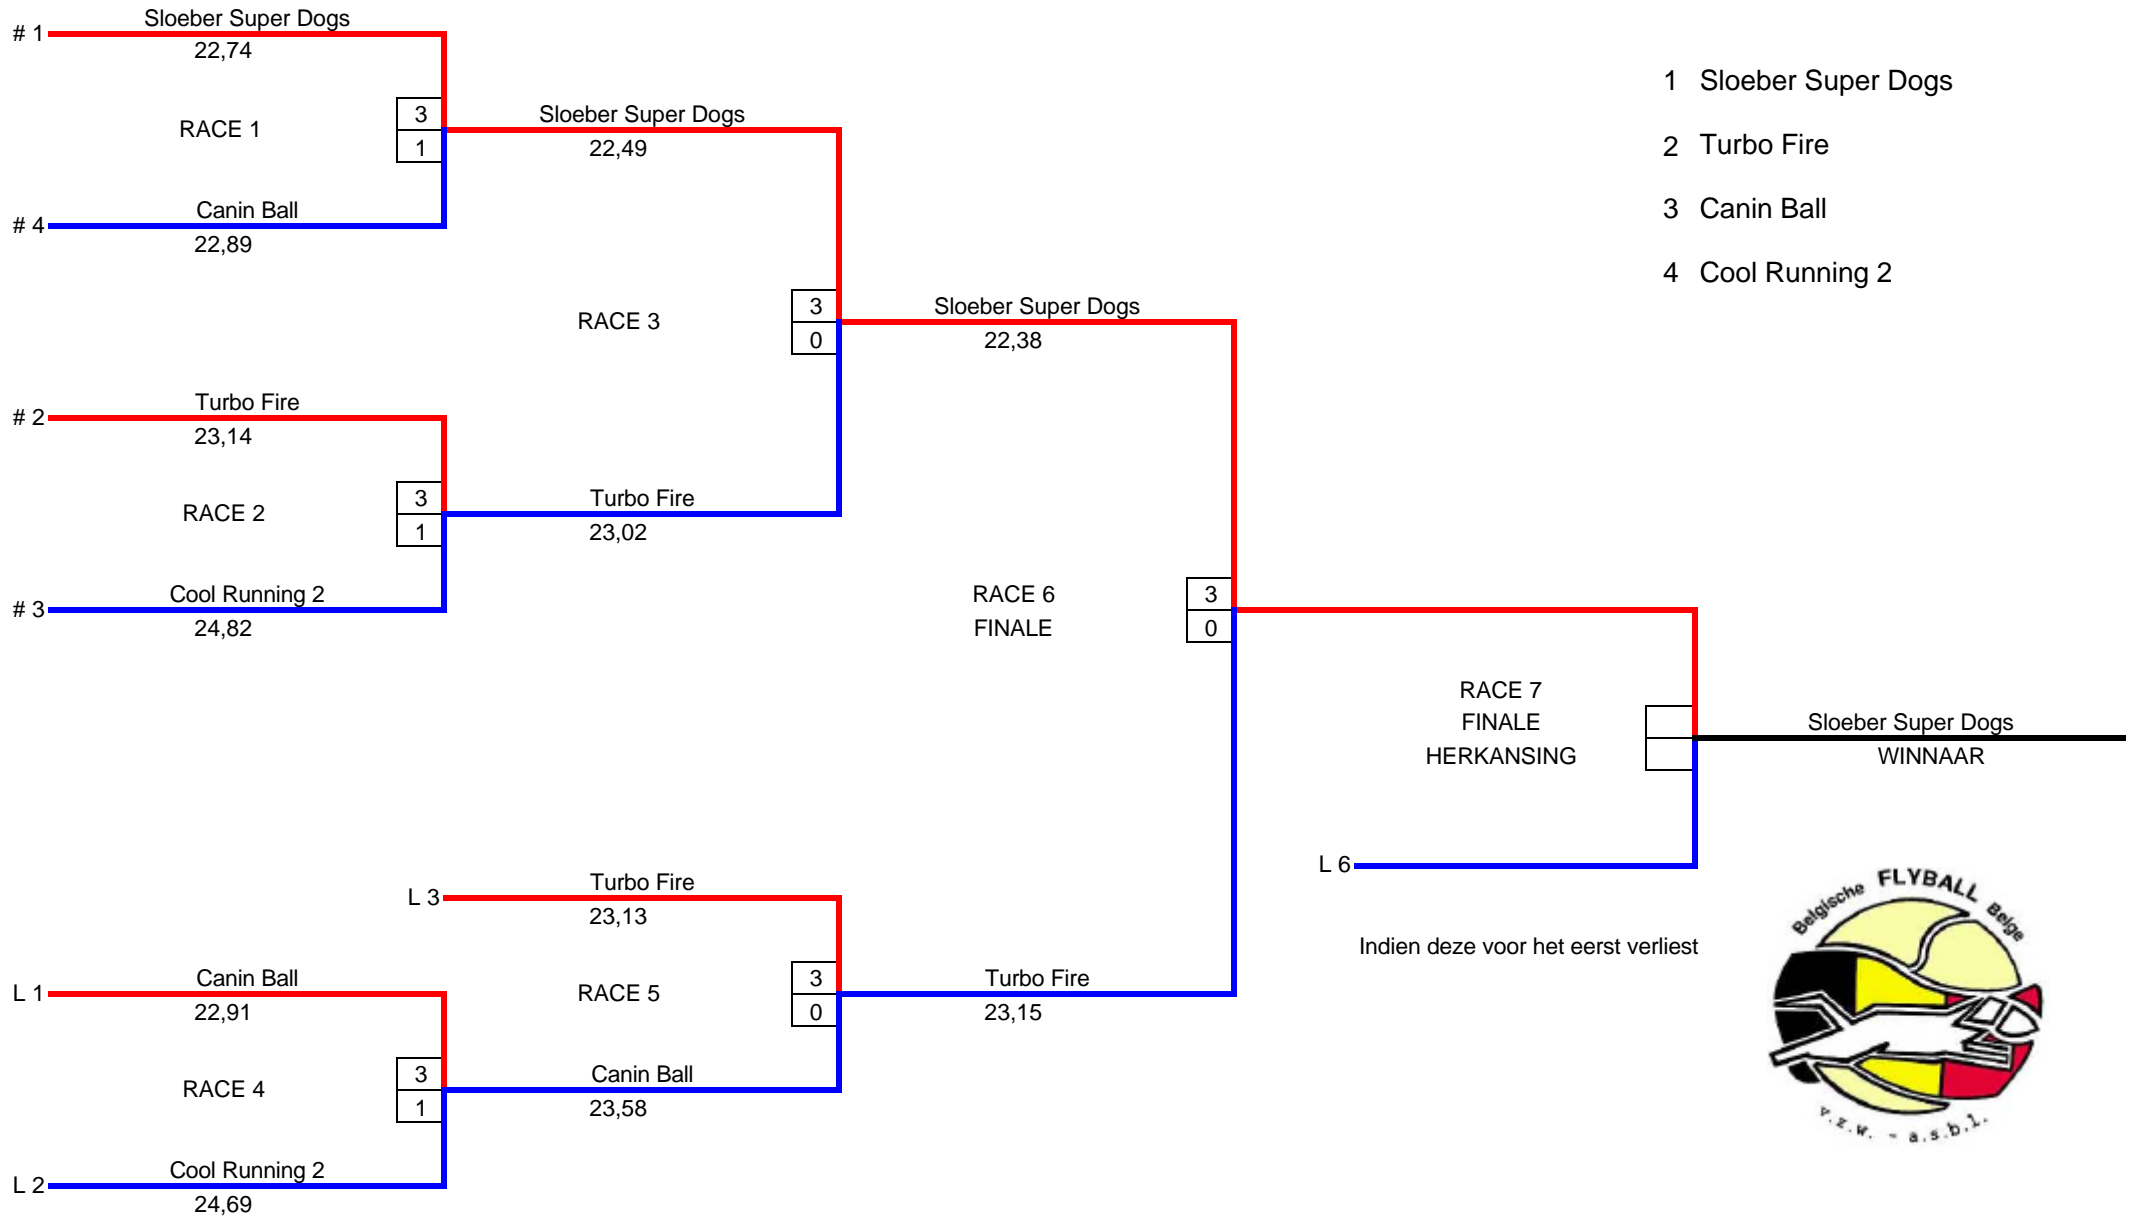 # 1
Sloeber Super Dogs
22,74
RACE 1
3
1
Canin Ball
# 4
22,89
Sloeber Super Dogs
22,49
# 2
Turbo Fire
23,14
RACE 2
3
1
Cool Running 2
# 3
24,82
RACE 3
3
0
Turbo Fire
23,02
Sloeber Super Dogs
22,38
RACE 6
FINALE
3
0
L 3
Turbo Fire
23,13
RACE 5
3
0
L 1
Canin Ball
22,91
RACE 4
3
1
Canin Ball
23,58
L 2
Cool Running 2
24,69
Turbo Fire
23,15
RACE 7
FINALE
HERKANSING
L 6
Indien deze voor het eerst verliest
Sloeber Super Dogs
WINNAAR
1 Sloeber Super Dogs
2 Turbo Fire
3 Canin Ball
4 Cool Running 2
Belgische FLYBALL Belge
v.z.w. - a.s.b.l.